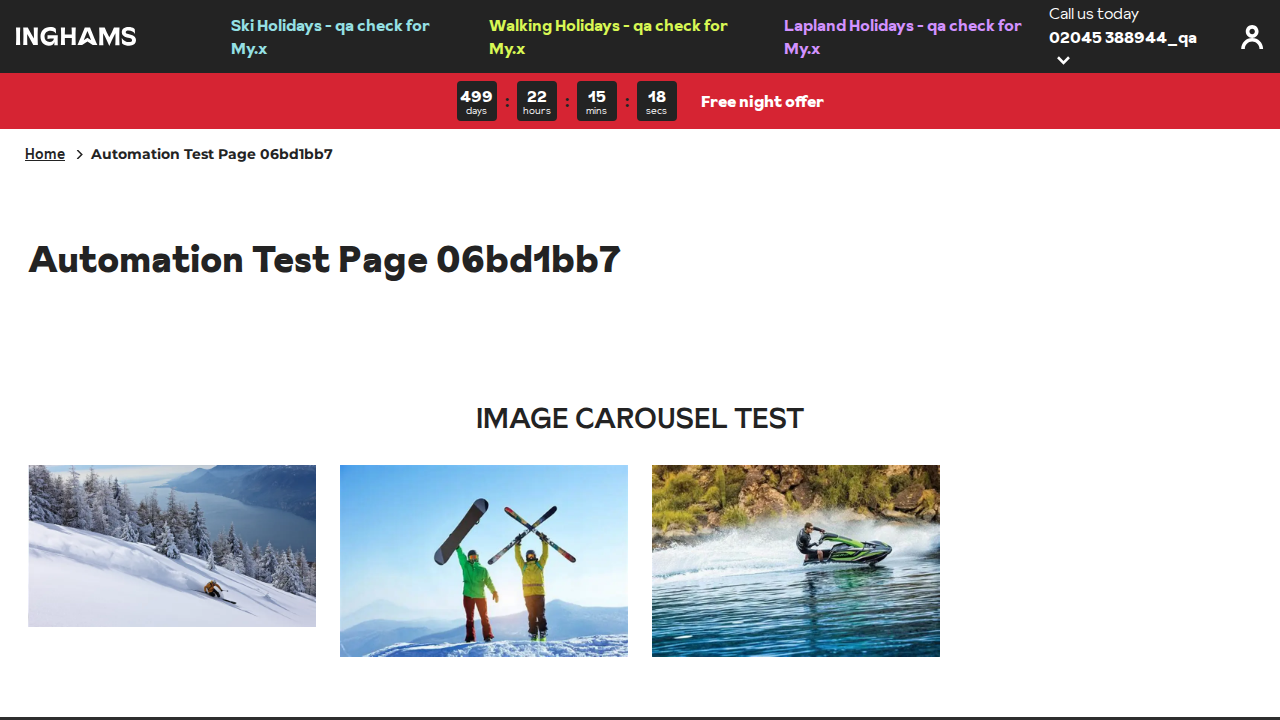 INGHAMS
Ski Holidays - qa check for
My.x
Walking Holidays - qa check for
My.x
Lapland Holidays - qa check for
My.x
Call us today
02045 388944_qa
499 : 22 : 15 : 18
days hours mins secs
Free night offer
Home > Automation Test Page 06bd1bb7
Automation Test Page 06bd1bb7
IMAGE CAROUSEL TEST